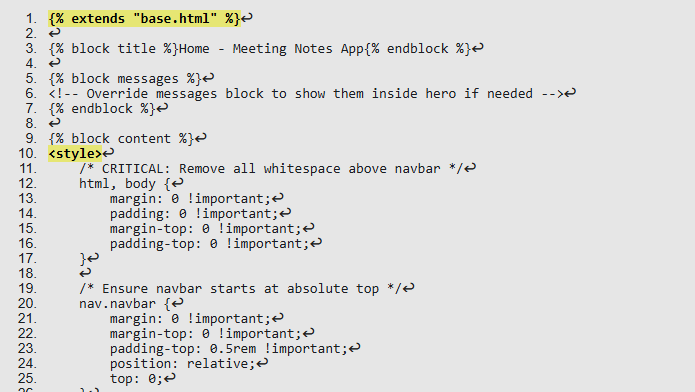 1. {% extends "base.html" %}↩
2. ↩
3. {% block title %}Home - Meeting Notes App{% endblock %}↩
4. ↩
5. {% block messages %}↩
6. <!-- Override messages block to show them inside hero if needed -->↩
7. {% endblock %}↩
8. ↩
9. {% block content %}↩
10. <style>↩
11.     /* CRITICAL: Remove all whitespace above navbar */↩
12.     html, body {↩
13.         margin: 0 !important;↩
14.         padding: 0 !important;↩
15.         margin-top: 0 !important;↩
16.         padding-top: 0 !important;↩
17.     }↩
18.     ↩
19.     /* Ensure navbar starts at absolute top */↩
20.     nav.navbar {↩
21.         margin: 0 !important;↩
22.         margin-top: 0 !important;↩
23.         padding-top: 0.5rem !important;↩
24.         position: relative;↩
25.         top: 0;↩